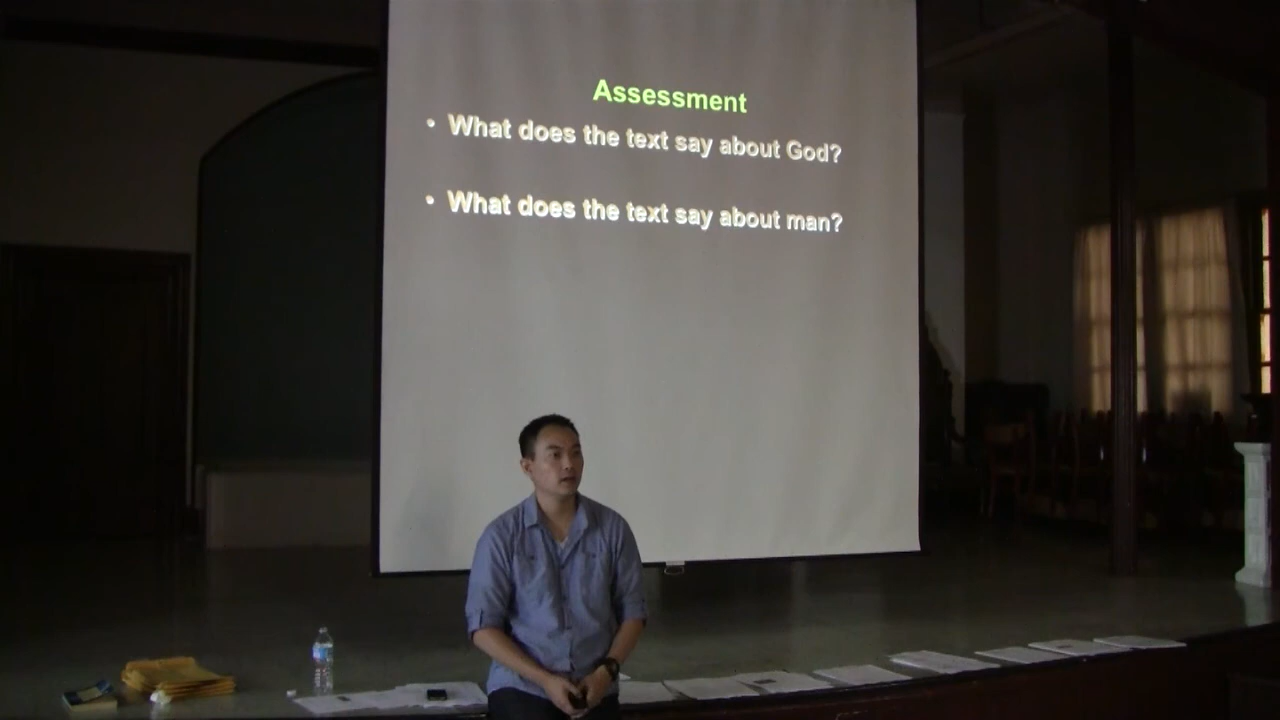 Assessment
• What does the text say about God?
• What does the text say about man?